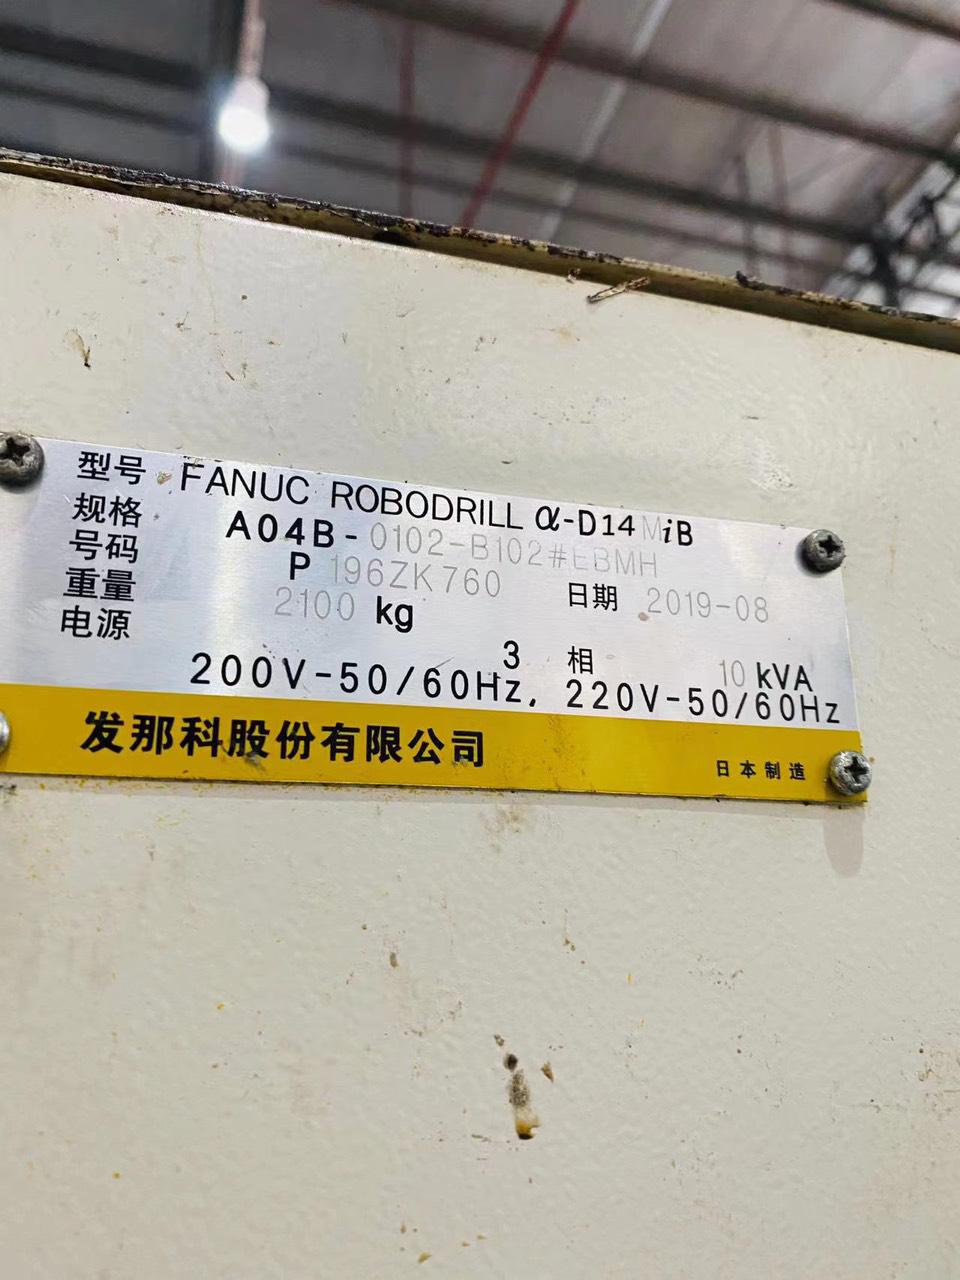 型号 FANUC ROBODRILL α-D14MiB
规格 A04B-0102-B102#EBMH
号码 P 196ZK760 日期 2019-08
重量 2100 kg
电源 3 相 10 kVA
200V-50/60Hz, 220V-50/60Hz
发那科股份有限公司 日本制造